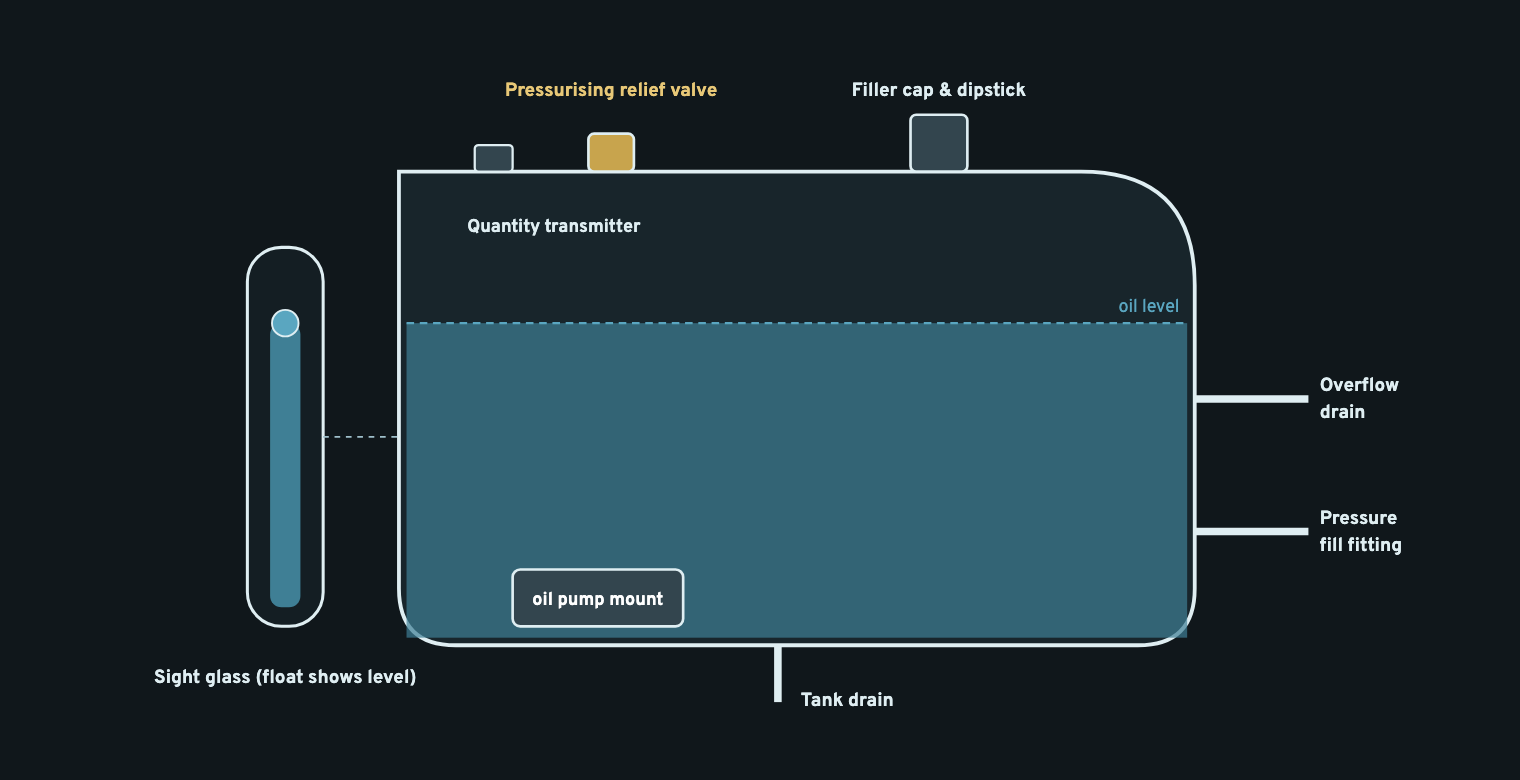 Pressurising relief valve
Filler cap & dipstick
Quantity transmitter
oil level
Overflow
drain
Pressure
fill fitting
oil pump mount
Sight glass (float shows level)
Tank drain